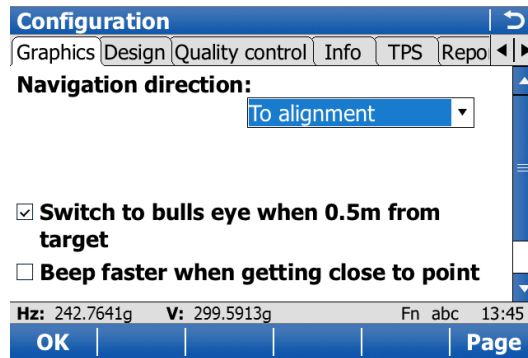 Configuration
Graphics Design Quality control Info TPS Repo
Navigation direction:
To alignment
Switch to bulls eye when 0.5m from
target
Beep faster when getting close to point
Hz: 242.7641g V: 299.5913g Fn abc 13:45
OK Page